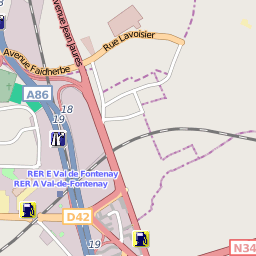 Avenue Jean Jaurès
Rue Lavoisier
Avenue Faidherbe
A86
18
19
RER E Val de Fontenay
RER A Val-de-Fontenay
D42
19
N34